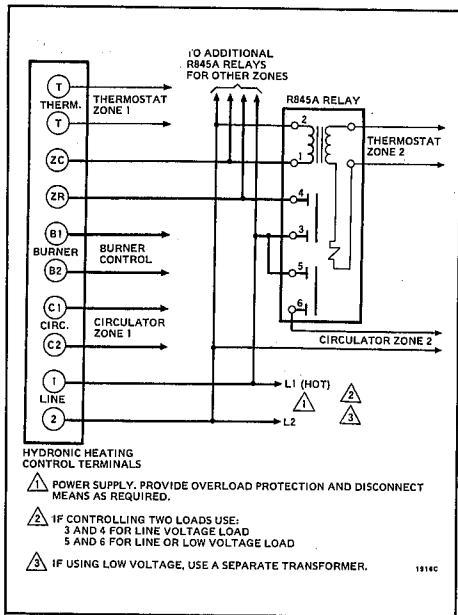 TO ADDITIONAL
R845A RELAYS
FOR OTHER ZONES
T
THERM.
T
THERMOSTAT
ZONE 1
ZC
ZR
B1
BURNER
B2
BURNER
CONTROL
C1
CIRC.
C2
CIRCULATOR
ZONE 1
1
LINE
2
R845A RELAY
2
1
4
3
5
6
THERMOSTAT
ZONE 2
CIRCULATOR ZONE 2
L1 (HOT)
1
2
3
L2
HYDRONIC HEATING
CONTROL TERMINALS
1 POWER SUPPLY. PROVIDE OVERLOAD PROTECTION AND DISCONNECT
MEANS AS REQUIRED.
2 IF CONTROLLING TWO LOADS USE:
3 AND 4 FOR LINE VOLTAGE LOAD
5 AND 6 FOR LINE OR LOW VOLTAGE LOAD
3 IF USING LOW VOLTAGE, USE A SEPARATE TRANSFORMER.
1916C